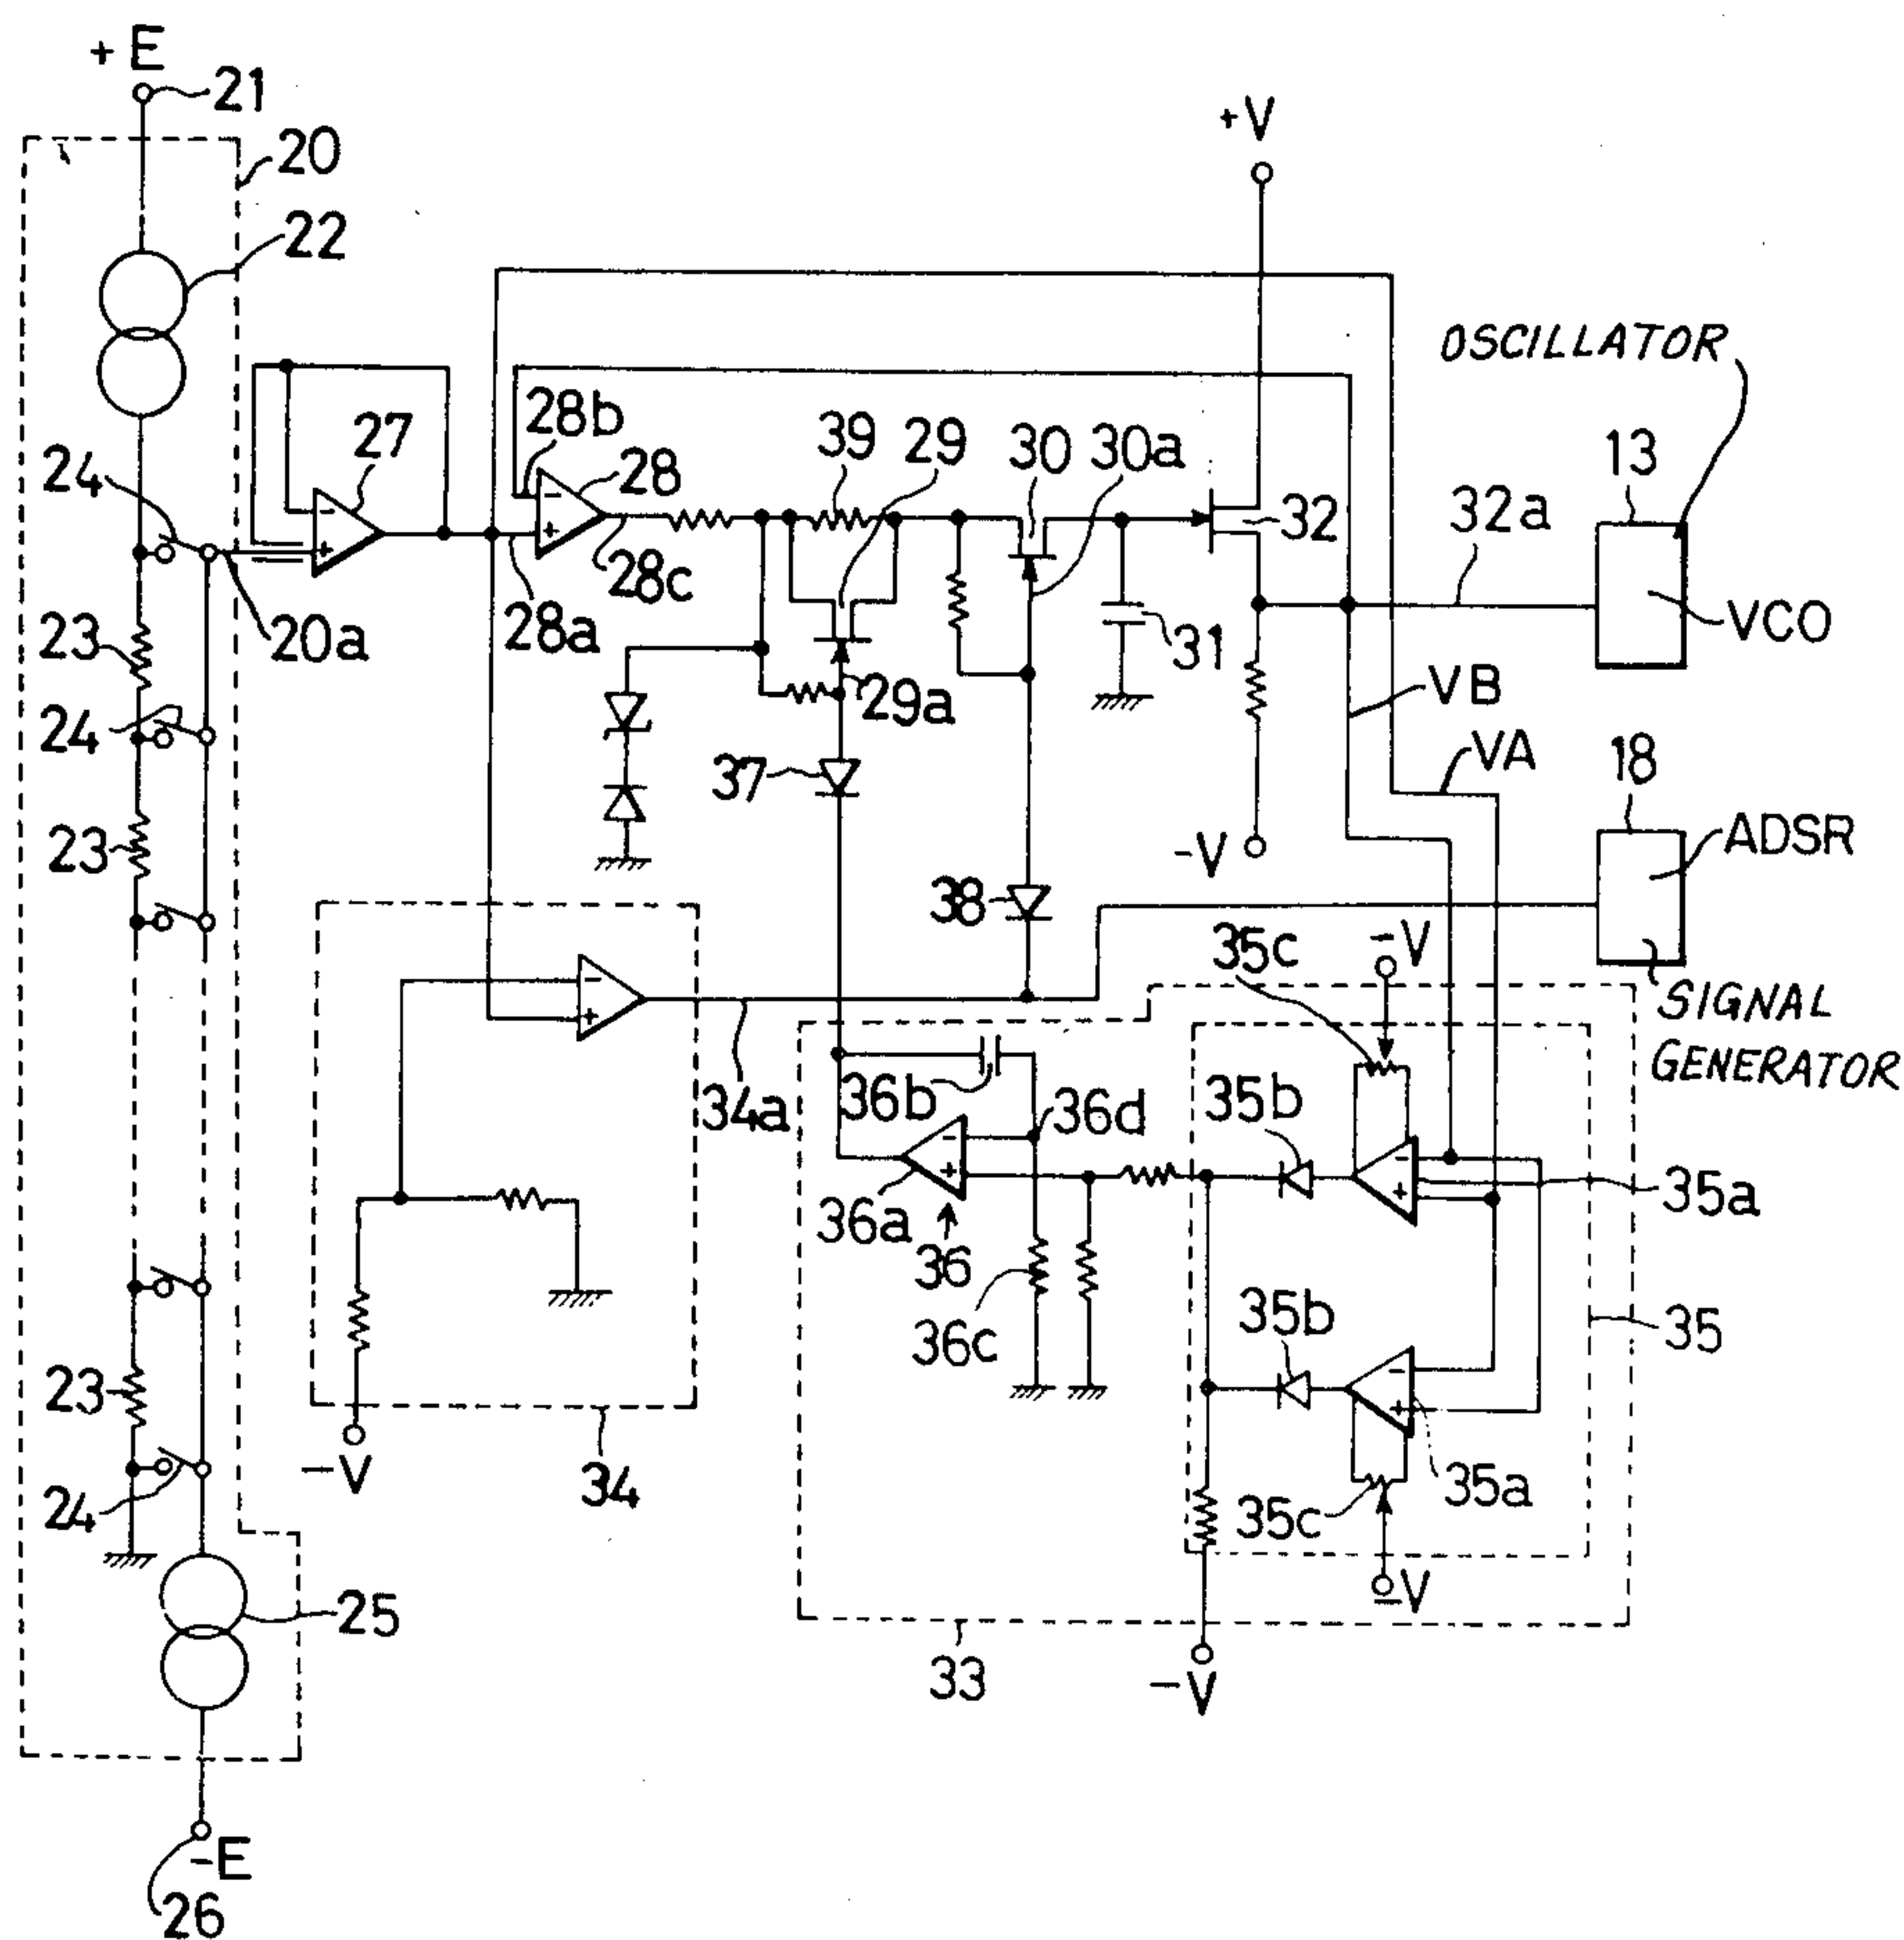 +E
21
20
22
+V
OSCILLATOR
24
27
28b
28
39
29
30
30a
32
32a
13
VCO
23
20a
28a
28c
29a
31
VB
24
37
VA
18
ADSR
23
-V
38
35c
-V
SIGNAL
GENERATOR
34a
36b
36d
35b
35a
36a
36
36c
35b
35
23
24
-V
34
35c
35a
-V
25
33
-V
-E
26
- +
- +
- +
- +
- +
- +